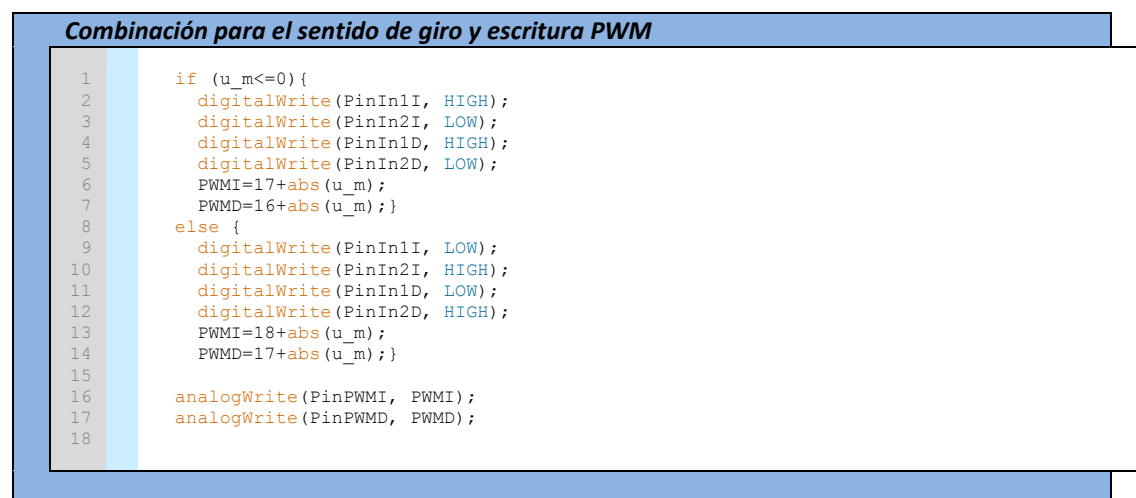 Combinación para el sentido de giro y escritura PWM
1 if (u_m<=0){
2 digitalWrite(PinIn1I, HIGH);
3 digitalWrite(PinIn2I, LOW);
4 digitalWrite(PinIn1D, HIGH);
5 digitalWrite(PinIn2D, LOW);
6 PWMI=17+abs(u_m);
7 PWMD=16+abs(u_m);}
8 else {
9 digitalWrite(PinIn1I, LOW);
10 digitalWrite(PinIn2I, HIGH);
11 digitalWrite(PinIn1D, LOW);
12 digitalWrite(PinIn2D, HIGH);
13 PWMI=18+abs(u_m);
14 PWMD=17+abs(u_m);}
15
16 analogWrite(PinPWMI, PWMI);
17 analogWrite(PinPWMD, PWMD);
18